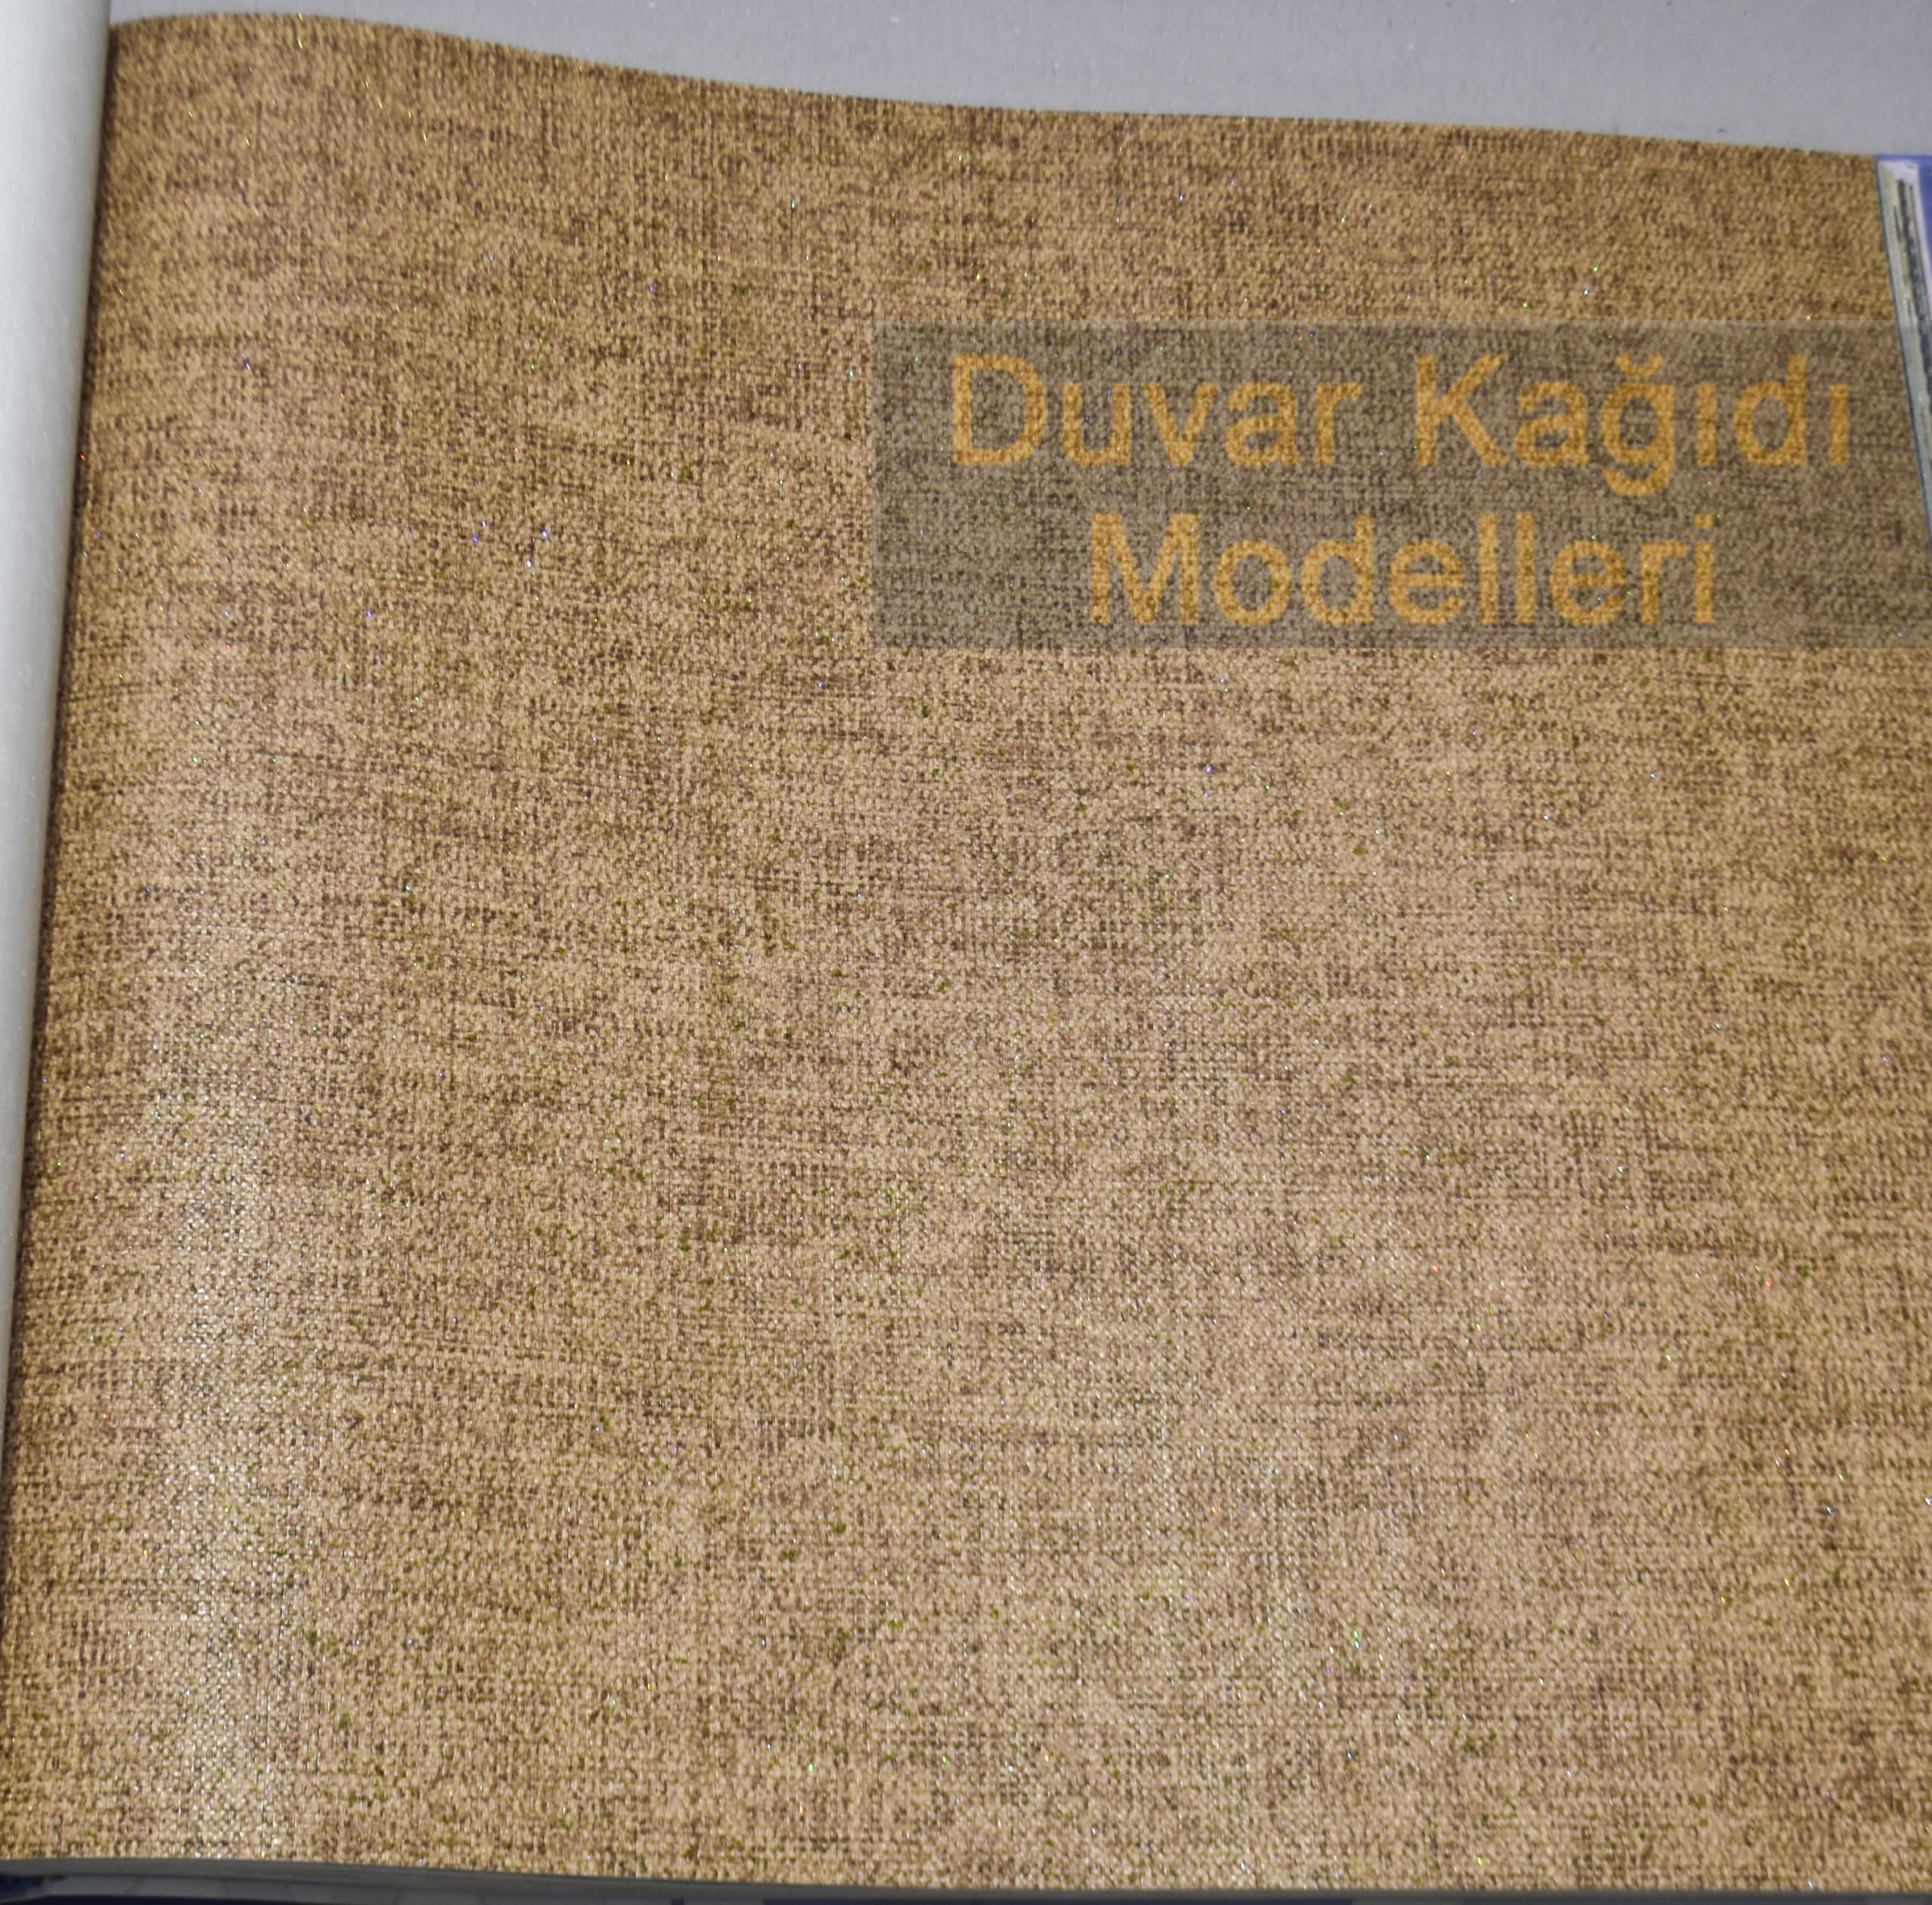 Duvar Kağıdı
Modelleri